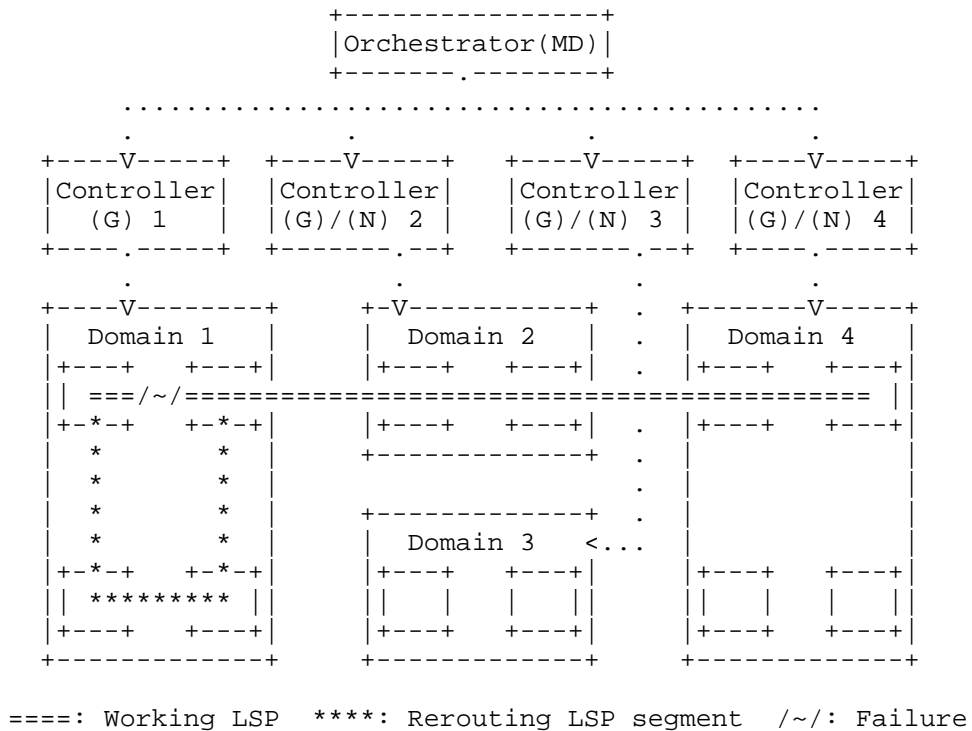 Orchestrator(MD)
Controller Controller Controller Controller
(G) 1 (G)/(N) 2 (G)/(N) 3 (G)/(N) 4
Domain 1 Domain 2 Domain 4
Domain 3
====: Working LSP ****: Rerouting LSP segment /~/: Failure